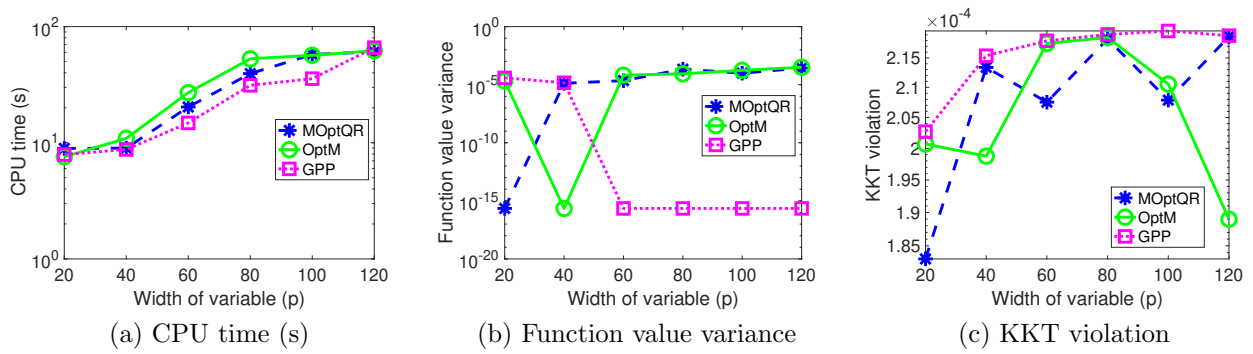 CPU time (s)
10^2
10^1
10^0
MOptQR
OptM
GPP
20 40 60 80 100 120
Width of variable (p)
(a) CPU time (s)
Function value variance
10^0
10^-5
10^-10
10^-15
10^-20
MOptQR
OptM
GPP
20 40 60 80 100 120
Width of variable (p)
(b) Function value variance
×10^-4
KKT violation
2.15
2.1
2.05
2
1.95
1.9
1.85
MOptQR
OptM
GPP
20 40 60 80 100 120
Width of variable (p)
(c) KKT violation